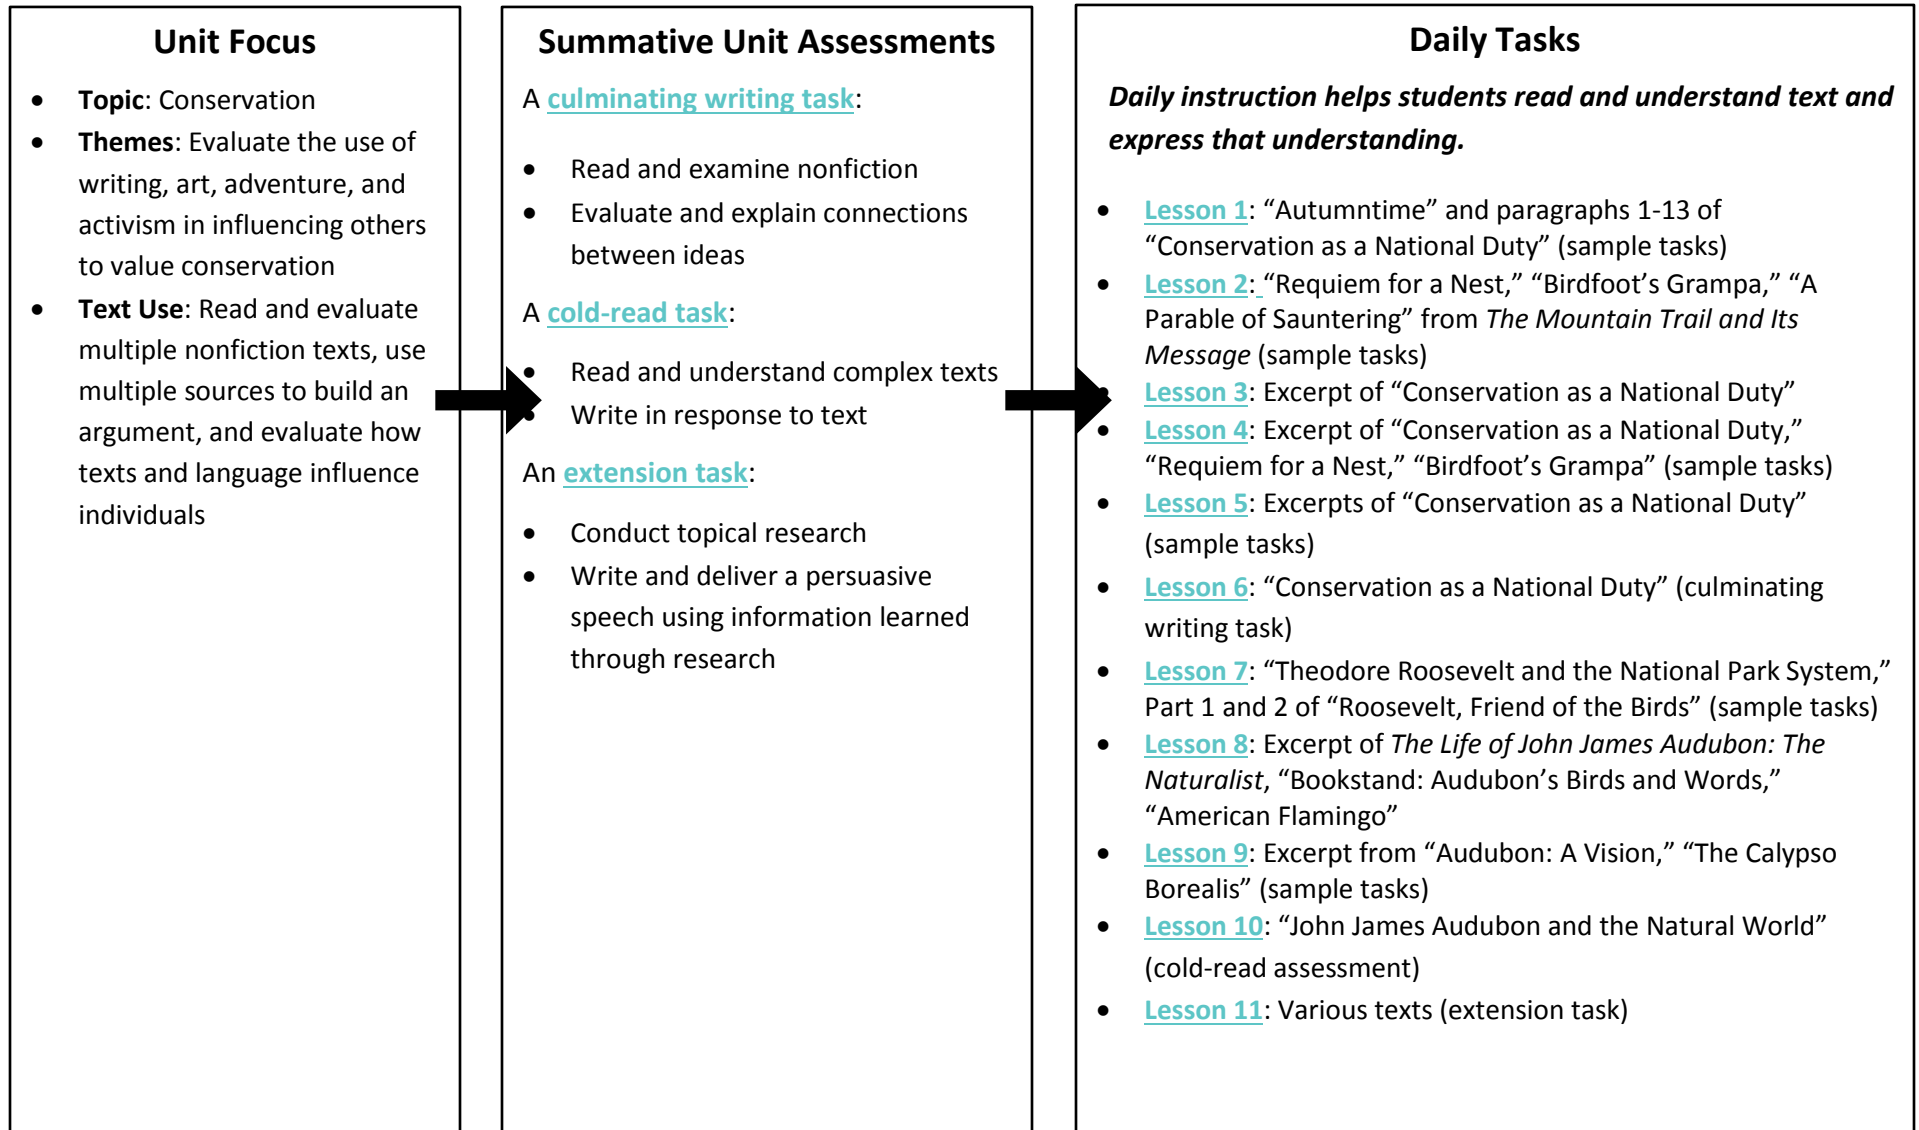 Unit Focus
• Topic: Conservation
• Themes: Evaluate the use of
writing, art, adventure, and
activism in influencing others
to value conservation
• Text Use: Read and evaluate
multiple nonfiction texts, use
multiple sources to build an
argument, and evaluate how
texts and language influence
individuals
Summative Unit Assessments
A culminating writing task:
• Read and examine nonfiction
• Evaluate and explain connections
between ideas
A cold-read task:
• Read and understand complex texts
• Write in response to text
An extension task:
• Conduct topical research
• Write and deliver a persuasive
speech using information learned
through research
Daily Tasks
Daily instruction helps students read and understand text and
express that understanding.
• Lesson 1: “Autumntime” and paragraphs 1-13 of
“Conservation as a National Duty” (sample tasks)
• Lesson 2: “Requiem for a Nest,” “Birdfoot’s Grampa,” “A
Parable of Sauntering” from The Mountain Trail and Its
Message (sample tasks)
• Lesson 3: Excerpt of “Conservation as a National Duty”
• Lesson 4: Excerpt of “Conservation as a National Duty,”
“Requiem for a Nest,” “Birdfoot’s Grampa” (sample tasks)
• Lesson 5: Excerpts of “Conservation as a National Duty”
(sample tasks)
• Lesson 6: “Conservation as a National Duty” (culminating
writing task)
• Lesson 7: “Theodore Roosevelt and the National Park System,”
Part 1 and 2 of “Roosevelt, Friend of the Birds” (sample tasks)
• Lesson 8: Excerpt of The Life of John James Audubon: The
Naturalist, “Bookstand: Audubon’s Birds and Words,”
“American Flamingo”
• Lesson 9: Excerpt from “Audubon: A Vision,” “The Calypso
Borealis” (sample tasks)
• Lesson 10: “John James Audubon and the Natural World”
(cold-read assessment)
• Lesson 11: Various texts (extension task)